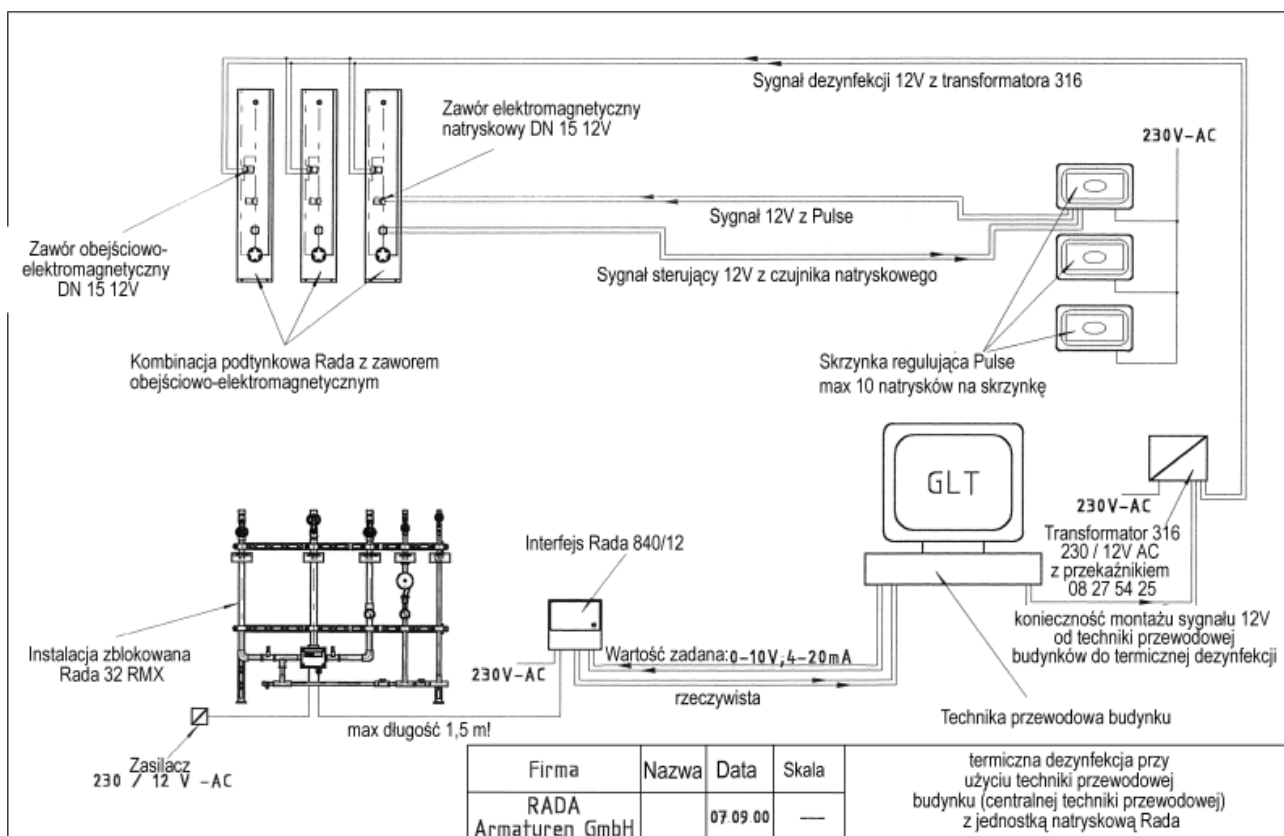 Sygnał dezynfekcji 12V z transformatora 316
Zawór elektromagnetyczny
natryskowy DN 15 12V
230V-AC
Sygnał 12V z Pulse
Zawór obejściowo-
elektromagnetyczny
DN 15 12V
Sygnał sterujący 12V z czujnika natryskowego
Kombinacja podtynkowa Rada z zaworem
obejściowo-elektromagnetycznym
Skrzynka regulująca Pulse
max 10 natrysków na skrzynkę
GLT
230V-AC
Transformator 316
230 / 12V AC
z przekaźnikiem
08 27 54 25
Interfejs Rada 840/12
konieczność montażu sygnału 12V
od techniki przewodowej
budynków do termicznej dezynfekcji
Instalacja zblokowana
Rada 32 RMX
Wartość zadana:0-10V,4-20mA
230V-AC
rzeczywista
Technika przewodowa budynku
max długość 1,5 m!
Zasilacz
230 / 12 V -AC
Firma Nazwa Data Skala
RADA
Armaturen GmbH
07.09.00
—
termiczna dezynfekcja przy
użyciu techniki przewodowej
budynku (centralnej techniki przewodowej)
z jednostką natryskową Rada